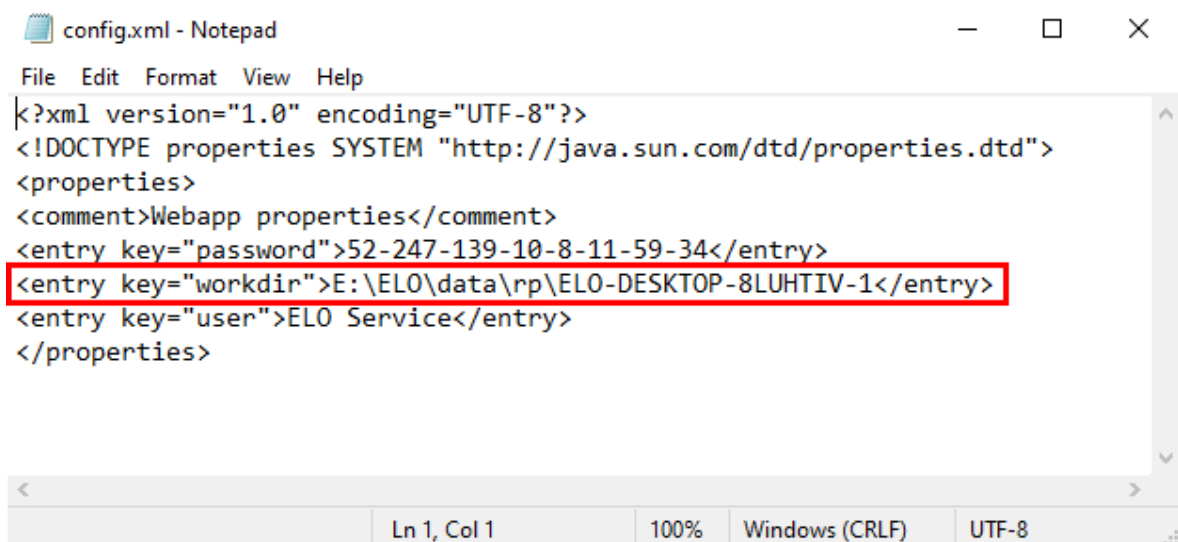 config.xml - Notepad
File Edit Format View Help
<?xml version="1.0" encoding="UTF-8"?>
<!DOCTYPE properties SYSTEM "http://java.sun.com/dtd/properties.dtd">
<properties>
<comment>Webapp properties</comment>
<entry key="password">52-247-139-10-8-11-59-34</entry>
<entry key="workdir">E:\ELO\data\rp\ELO-DESKTOP-8LUHTIV-1</entry>
<entry key="user">ELO Service</entry>
</properties>
Ln 1, Col 1 100% Windows (CRLF) UTF-8